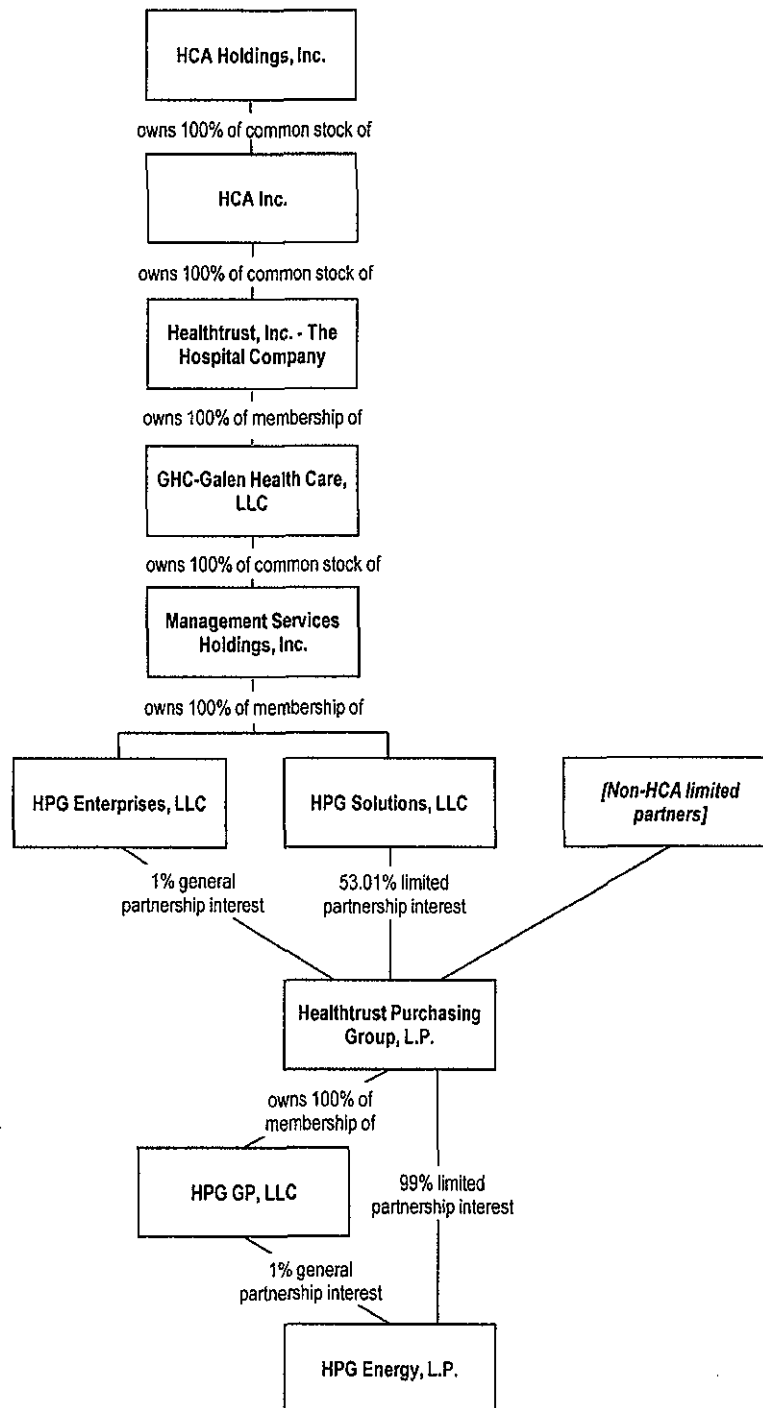 HCA Holdings, Inc.
owns 100% of common stock of
HCA Inc.
owns 100% of common stock of
Healthtrust, Inc. - The
Hospital Company
owns 100% of membership of
GHC-Galen Health Care,
LLC
owns 100% of common stock of
Management Services
Holdings, Inc.
owns 100% of membership of
HPG Enterprises, LLC
HPG Solutions, LLC
[Non-HCA limited
partners]
1% general
partnership interest
53.01% limited
partnership interest
Healthtrust Purchasing
Group, L.P.
owns 100% of
membership of
HPG GP, LLC
99% limited
partnership interest
1% general
partnership interest
HPG Energy, L.P.